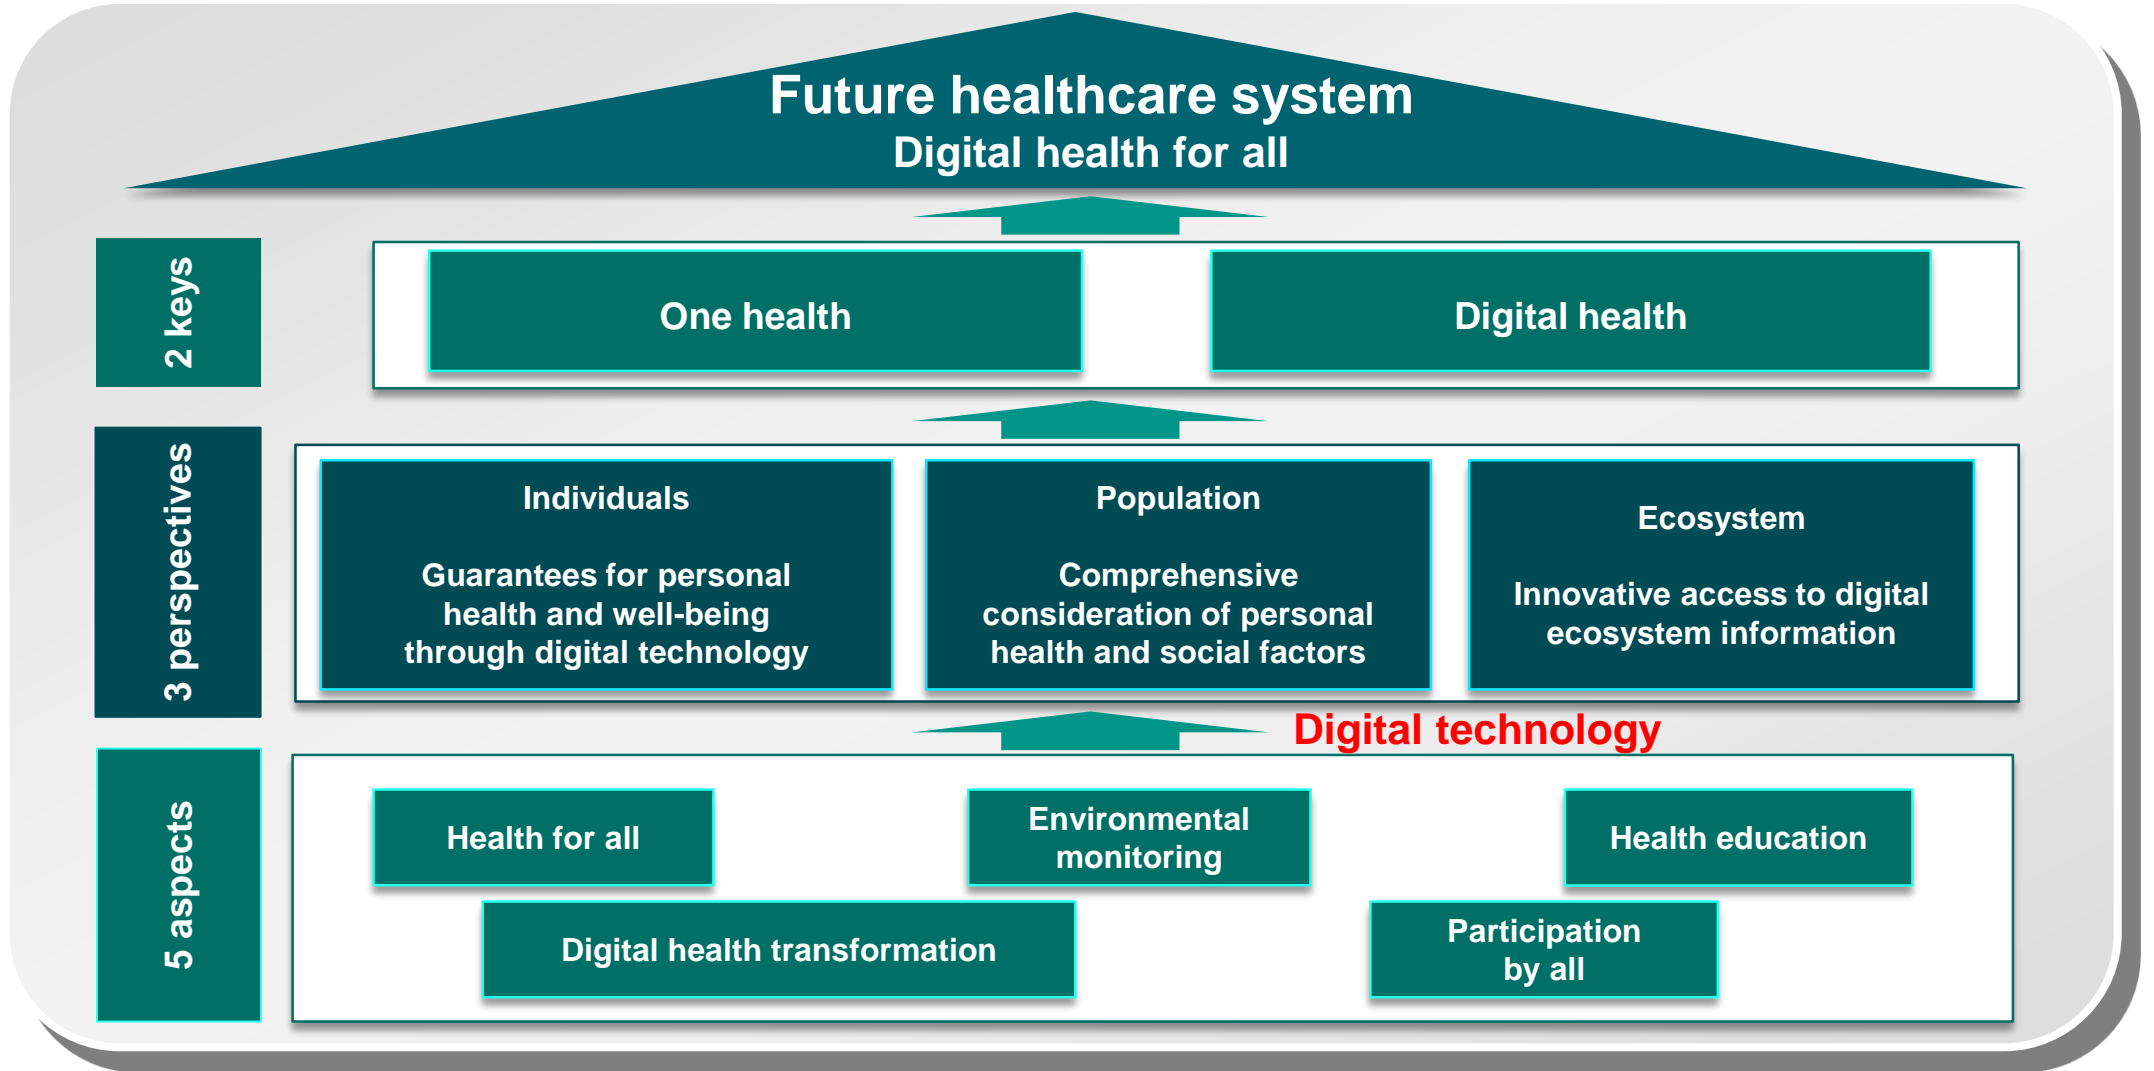 Future healthcare system
Digital health for all
2 keys
One health
Digital health
3 perspectives
Individuals
Guarantees for personal
health and well-being
through digital technology
Population
Comprehensive
consideration of personal
health and social factors
Ecosystem
Innovative access to digital
ecosystem information
Digital technology
5 aspects
Health for all
Environmental
monitoring
Health education
Digital health transformation
Participation
by all